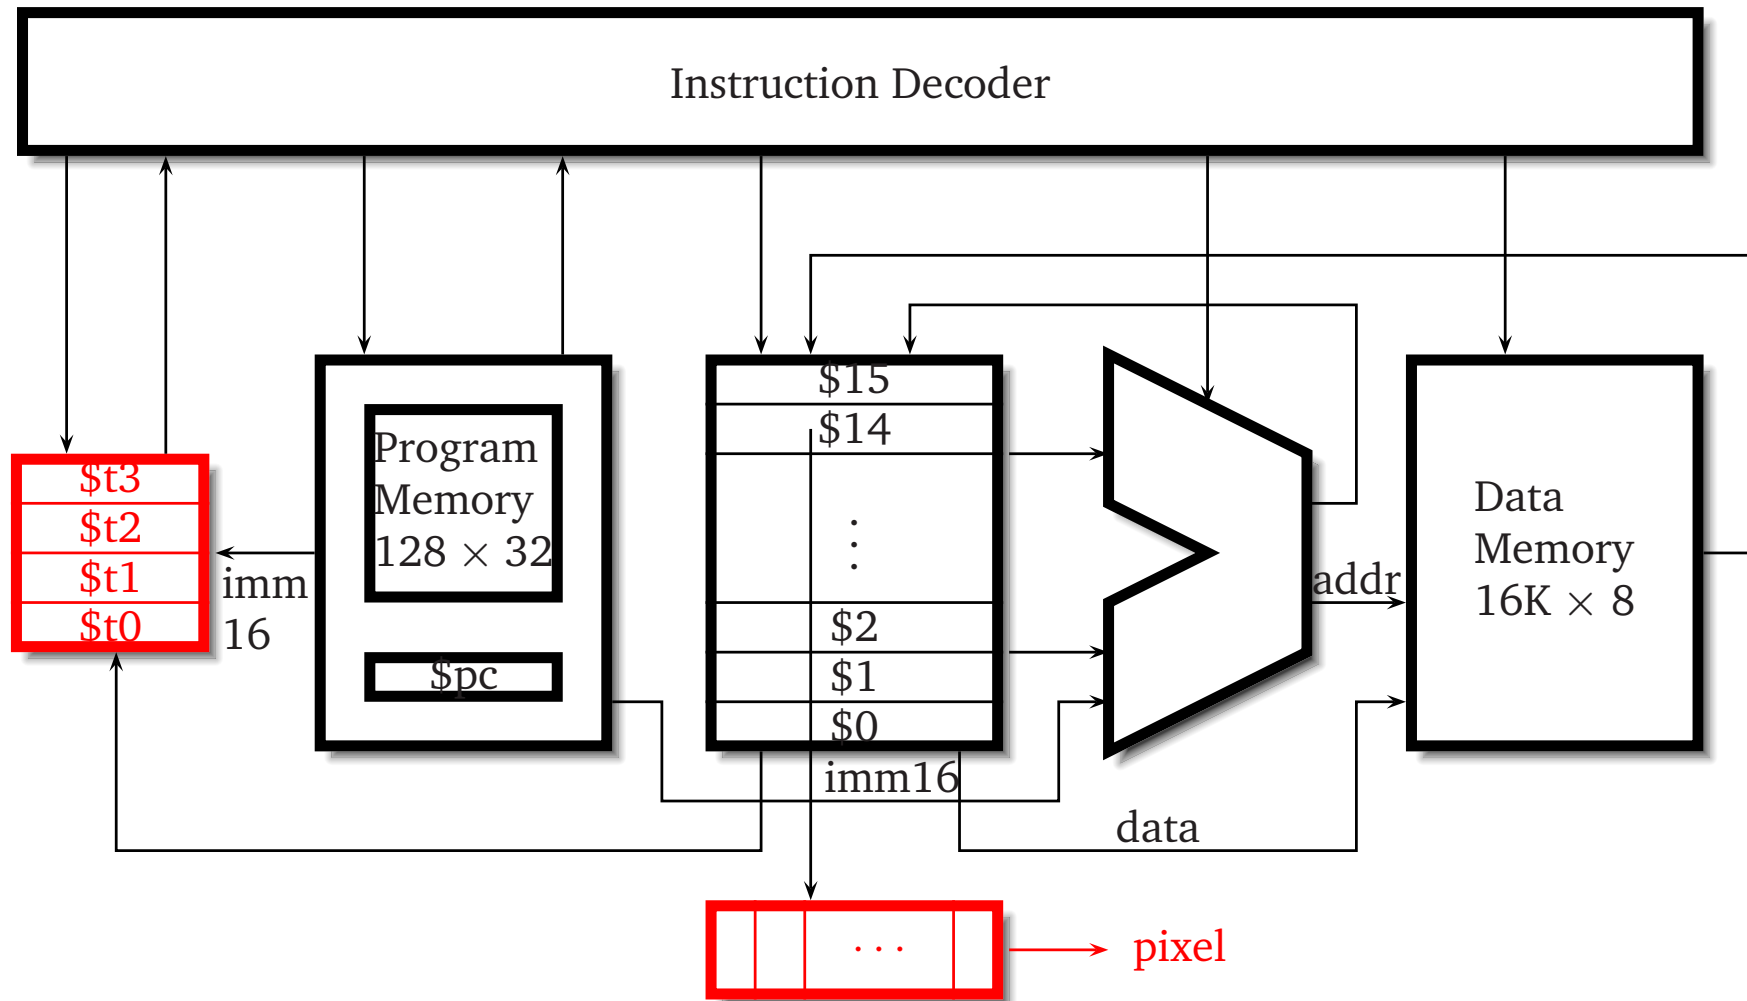 Instruction Decoder
$t3
$t2
$t1
$t0
imm
16
Program
Memory
128 × 32
$pc
$15
$14
⋮
$2
$1
$0
imm16
addr
data
Data
Memory
16K × 8
···
pixel